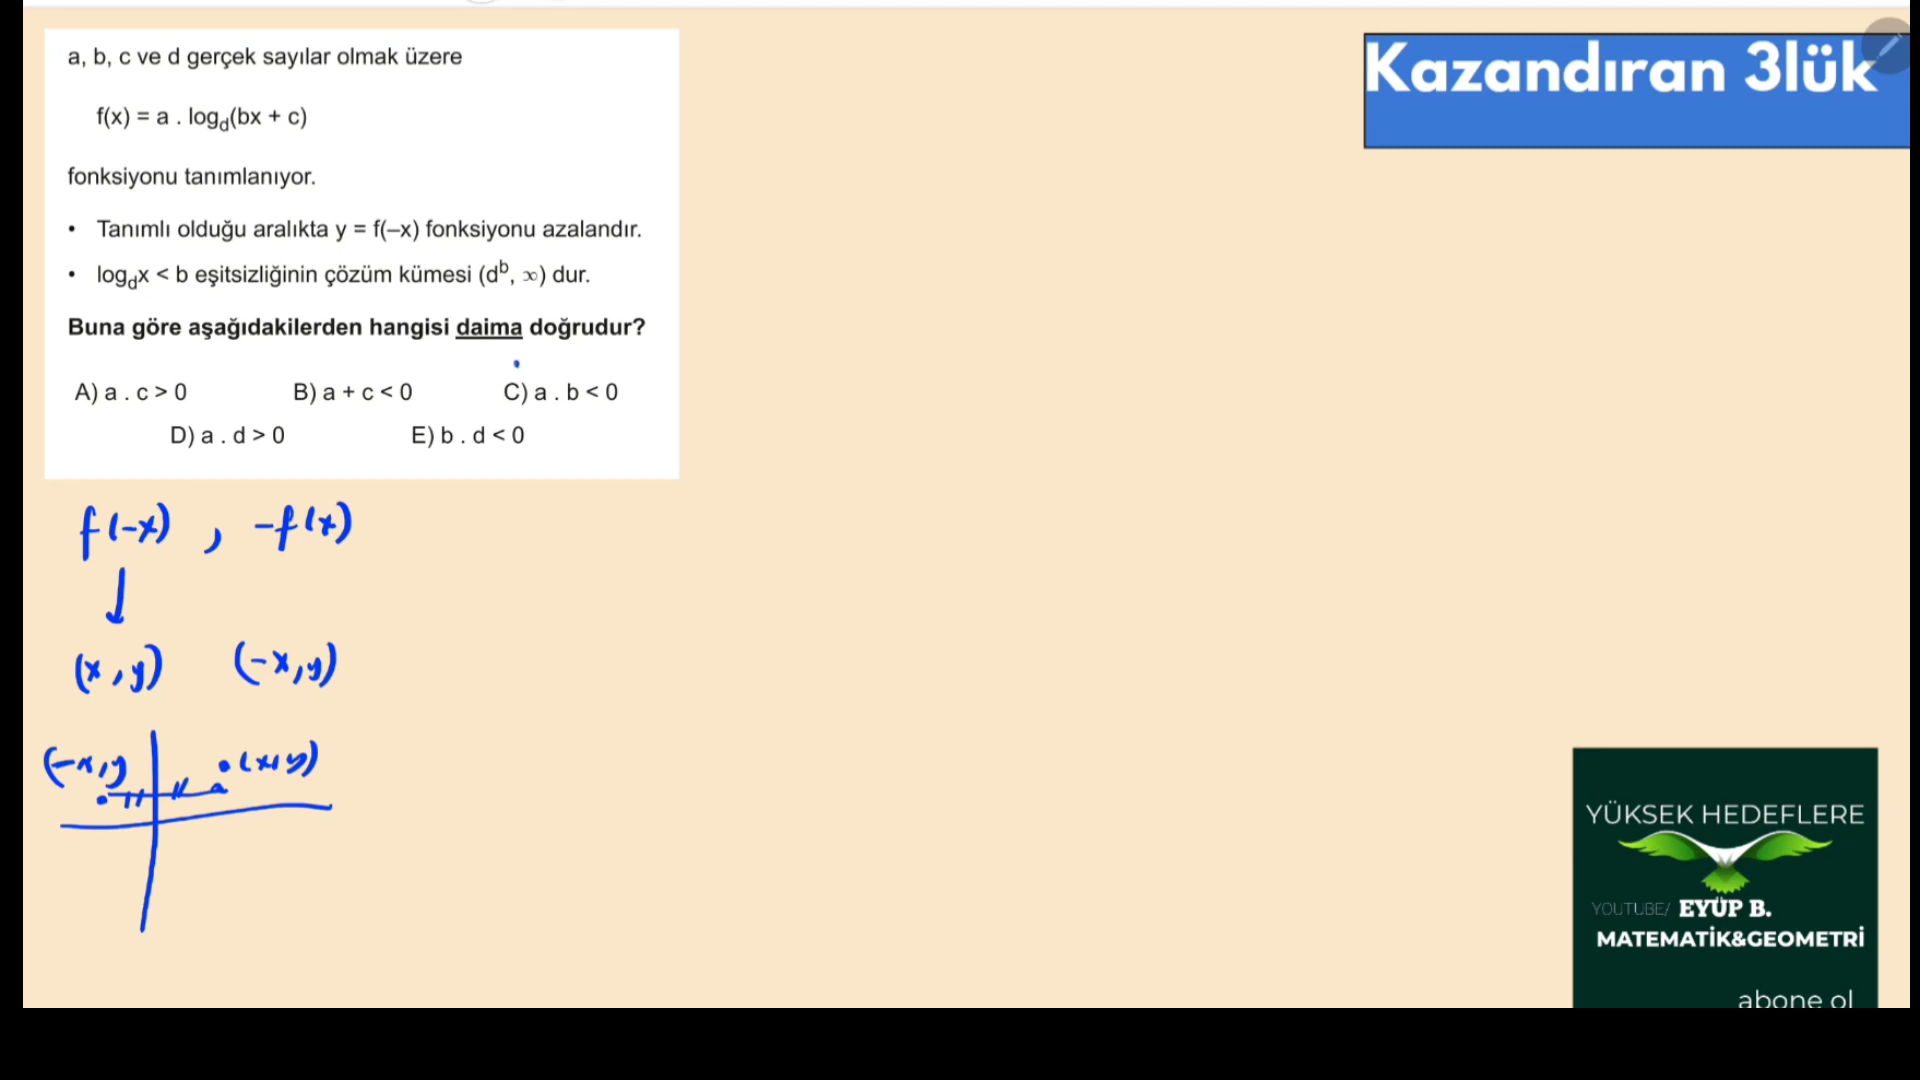 a, b, c ve d gerçek sayılar olmak üzere
f(x) = a . log_d(bx + c)
fonksiyonu tanımlanıyor.
• Tanımlı olduğu aralıkta y = f(–x) fonksiyonu azalandır.
• log_d x < b eşitsizliğinin çözüm kümesi (d^b, ∞) dur.
Buna göre aşağıdakilerden hangisi daima doğrudur?
A) a . c > 0 B) a + c < 0 C) a . b < 0
D) a . d > 0 E) b . d < 0
f(-x) , -f(x)
(x,y) (-x,y)
(-x,y (x,y)
Kazandıran 3lük
YÜKSEK HEDEFLERE
YOUTUBE/ EYÜP B.
MATEMATİK&GEOMETRİ
abone ol